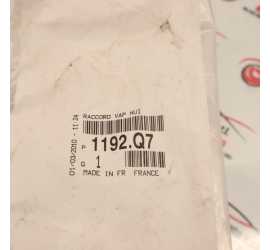 RACCORD VAP HUI
P 1192.Q7
Q 1
MADE IN FR FRANCE
01/03/2010 - 11:24